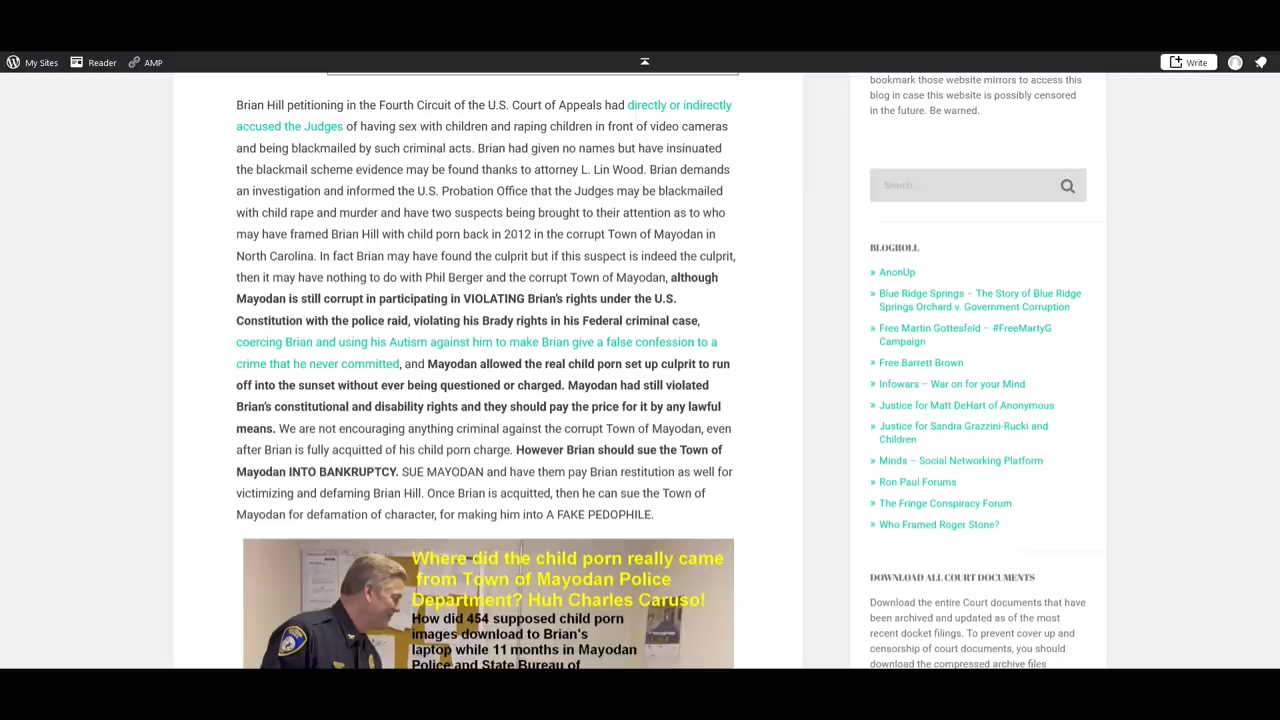 My Sites Reader AMP Write
Brian Hill petitioning in the Fourth Circuit of the U.S. Court of Appeals had directly or indirectly
accused the Judges of having sex with children and raping children in front of video cameras
and being blackmailed by such criminal acts. Brian had given no names but have insinuated
the blackmail scheme evidence may be found thanks to attorney L. Lin Wood. Brian demands
an investigation and informed the U.S. Probation Office that the Judges may be blackmailed
with child rape and murder and have two suspects being brought to their attention as to who
may have framed Brian Hill with child porn back in 2012 in the corrupt Town of Mayodan in
North Carolina. In fact Brian may have found the culprit but if this suspect is indeed the culprit,
then it may have nothing to do with Phil Berger and the corrupt Town of Mayodan, although
Mayodan is still corrupt in participating in VIOLATING Brian's rights under the U.S.
Constitution with the police raid, violating his Brady rights in his Federal criminal case,
coercing Brian and using his Autism against him to make Brian give a false confession to a
crime that he never committed, and Mayodan allowed the real child porn set up culprit to run
off into the sunset without ever being questioned or charged. Mayodan had still violated
Brian's constitutional and disability rights and they should pay the price for it by any lawful
means. We are not encouraging anything criminal against the corrupt Town of Mayodan, even
after Brian is fully acquitted of his child porn charge. However Brian should sue the Town of
Mayodan INTO BANKRUPTCY. SUE MAYODAN and have them pay Brian restitution as well for
victimizing and defaming Brian Hill. Once Brian is acquitted, then he can sue the Town of
Mayodan for defamation of character, for making him into A FAKE PEDOPHILE.
Where did the child porn really came
from Town of Mayodan Police
Department? Huh Charles Caruso!
How did 454 supposed child porn
images download to Brian's
laptop while 11 months in Mayodan
Police and State Bureau of
bookmark those website mirrors to access this
blog in case this website is possibly censored
in the future. Be warned.
Search …
BLOGROLL
» AnonUp
» Blue Ridge Springs – The Story of Blue Ridge
Springs Orchard v. Government Corruption
» Free Martin Gottesfeld – #FreeMartyG
Campaign
» Free Barrett Brown
» Infowars – War on for your Mind
» Justice for Matt DeHart of Anonymous
» Justice for Sandra Grazzini-Rucki and
Children
» Minds – Social Networking Platform
» Ron Paul Forums
» The Fringe Conspiracy Forum
» Who Framed Roger Stone?
DOWNLOAD ALL COURT DOCUMENTS
Download the entire Court documents that have
been archived and updated as of the most
recent docket filings. To prevent cover up and
censorship of court documents, you should
download the compressed archive files